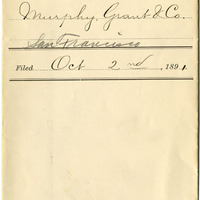 Murphy, Grant & Co.
San Francisco
Filed Oct 2nd, 1891